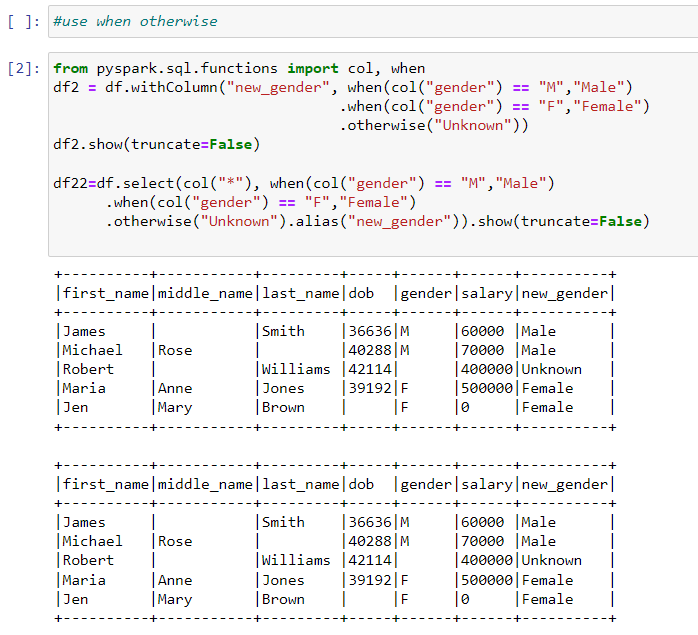 [ ]: #use when otherwise
[2]: from pyspark.sql.functions import col, when
df2 = df.withColumn("new_gender", when(col("gender") == "M","Male")
                                  .when(col("gender") == "F","Female")
                                  .otherwise("Unknown"))
df2.show(truncate=False)

df22=df.select(col("*"), when(col("gender") == "M","Male")
      .when(col("gender") == "F","Female")
      .otherwise("Unknown").alias("new_gender")).show(truncate=False)

+----------+-----------+---------+-----+------+------+----------+
|first_name|middle_name|last_name|dob  |gender|salary|new_gender|
+----------+-----------+---------+-----+------+------+----------+
|James     |           |Smith    |36636|M     |60000 |Male      |
|Michael   |Rose       |         |40288|M     |70000 |Male      |
|Robert    |           |Williams |42114|      |400000|Unknown   |
|Maria     |Anne       |Jones    |39192|F     |500000|Female    |
|Jen       |Mary       |Brown    |     |F     |0     |Female    |
+----------+-----------+---------+-----+------+------+----------+

+----------+-----------+---------+-----+------+------+----------+
|first_name|middle_name|last_name|dob  |gender|salary|new_gender|
+----------+-----------+---------+-----+------+------+----------+
|James     |           |Smith    |36636|M     |60000 |Male      |
|Michael   |Rose       |         |40288|M     |70000 |Male      |
|Robert    |           |Williams |42114|      |400000|Unknown   |
|Maria     |Anne       |Jones    |39192|F     |500000|Female    |
|Jen       |Mary       |Brown    |     |F     |0     |Female    |
+----------+-----------+---------+-----+------+------+----------+